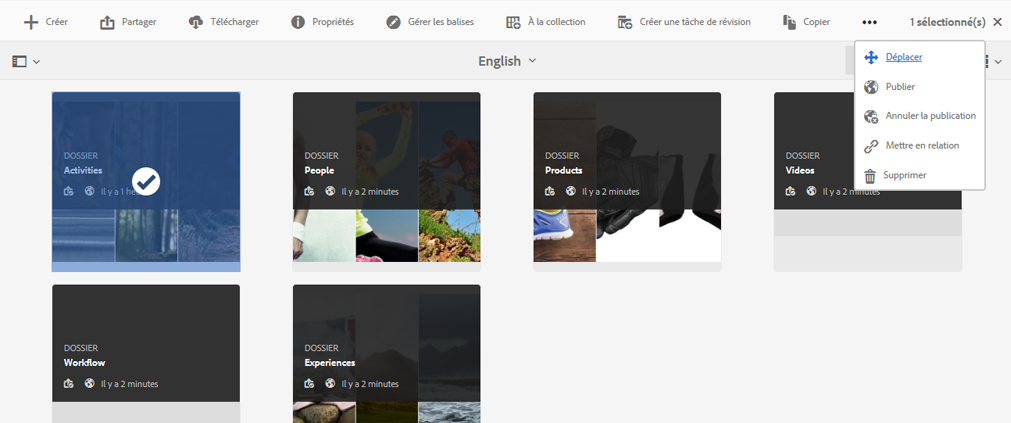 Créer Partager Télécharger Propriétés Gérer les balises À la collection Créer une tâche de révision Copier ••• 1 sélectionné(s)
English
Déplacer
Publier
Annuler la publication
Mettre en relation
Supprimer
DOSSIER
Activities
Il y a 1 he
DOSSIER
People
Il y a 2 minutes
DOSSIER
Products
Il y a 2 minutes
DOSSIER
Videos
Il y a 2 minutes
DOSSIER
Workflow
Il y a 2 minutes
DOSSIER
Experiences
Il y a 2 minutes